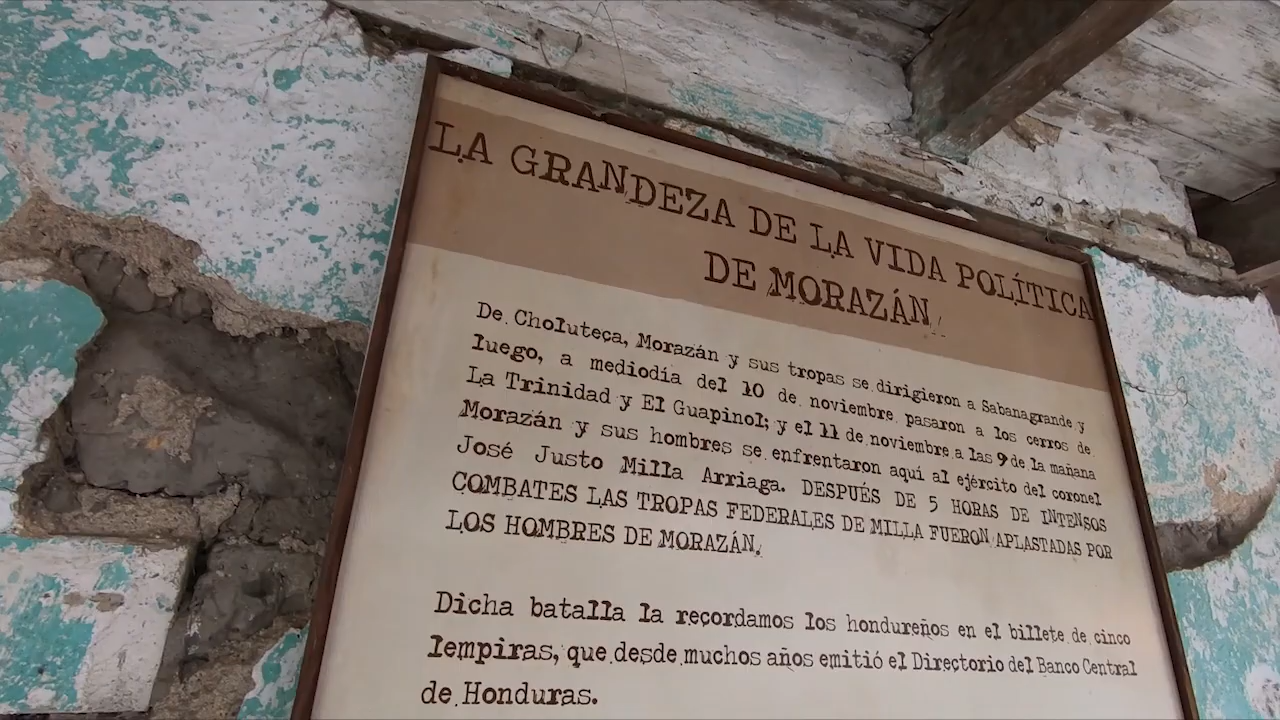 LA GRANDEZA DE LA VIDA POLÍTICA
DE MORAZÁN
De Choluteca, Morazán y sus tropas se dirigieron a Sabanagrande y
luego, a mediodía del 10 de noviembre pasaron a los cerros de
La Trinidad y El Guapinol; y el 11 de noviembre a las 9 de la mañana
Morazán y sus hombres se enfrentaron aquí al ejército del coronel
José Justo Milla Arriaga. DESPUÉS DE 5 HORAS DE INTENSOS
COMBATES LAS TROPAS FEDERALES DE MILLA FUERON APLASTADAS POR
LOS HOMBRES DE MORAZÁN.
Dicha batalla la recordamos los hondureños en el billete de cinco
lempiras, que desde muchos años emitió el Directorio del Banco Central
de Honduras.